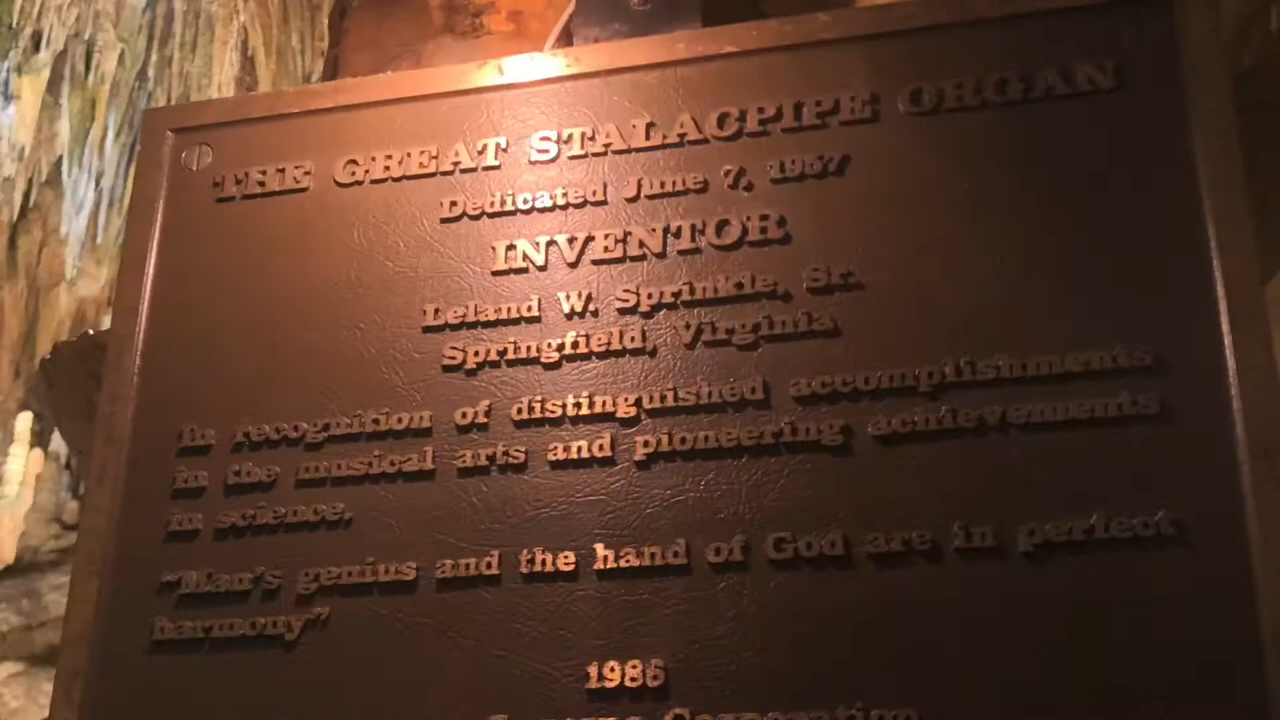 THE GREAT STALACPIPE ORGAN
Dedicated June 7, 1957
INVENTOR
Leland W. Sprinkle, Sr.
Springfield, Virginia
In recognition of distinguished accomplishments
in the musical arts and pioneering achievements
in science.
"Man's genius and the hand of God are in perfect
harmony"
1986
Corporation